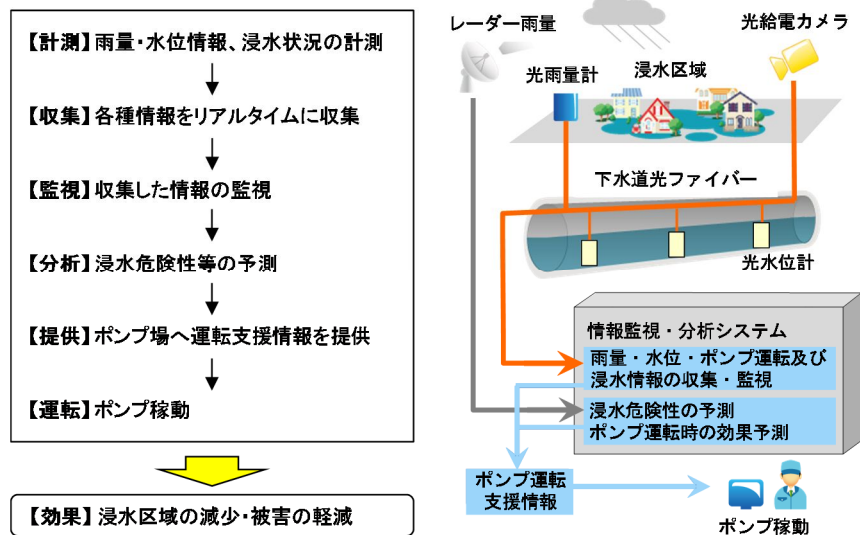 【計測】雨量・水位情報、浸水状況の計測
【収集】各種情報をリアルタイムに収集
【監視】収集した情報の監視
【分析】浸水危険性等の予測
【提供】ポンプ場へ運転支援情報を提供
【運転】ポンプ稼動
【効果】浸水区域の減少・被害の軽減
レーダー雨量
光給電カメラ
光雨量計
浸水区域
下水道光ファイバー
光水位計
情報監視・分析システム
雨量・水位・ポンプ運転及び
浸水情報の収集・監視
浸水危険性の予測
ポンプ運転時の効果予測
ポンプ運転
支援情報
ポンプ稼動